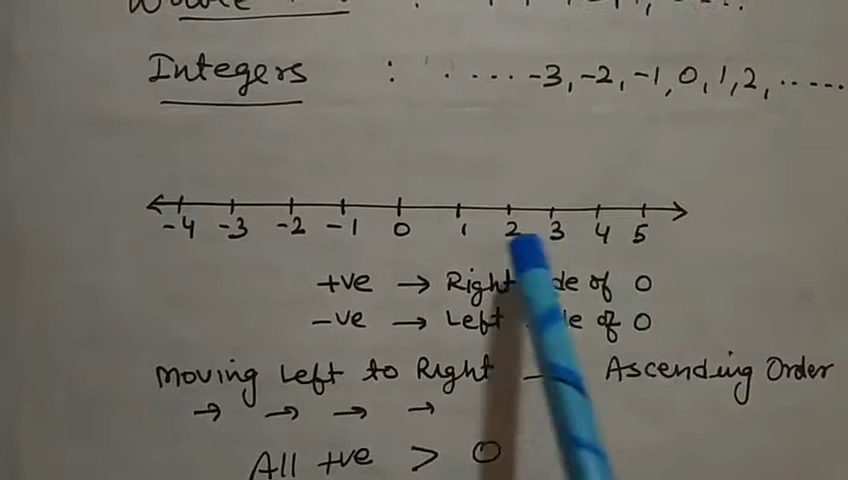 Integers : ..... -3, -2, -1, 0, 1, 2, .....
-4 -3 -2 -1 0 1 2 3 4 5
+ve → Right of 0
-ve → Left of 0
Moving Left to Right → Ascending Order
→ → → →
All +ve > 0